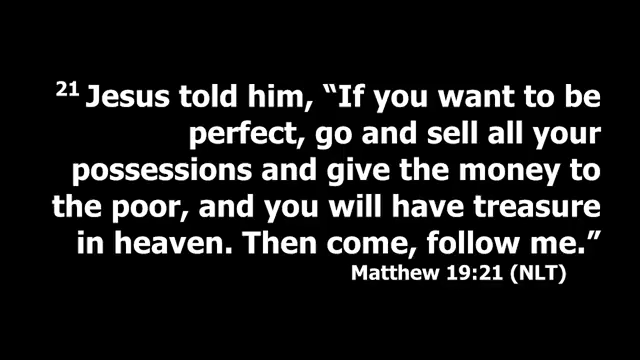 21 Jesus told him, “If you want to be
perfect, go and sell all your
possessions and give the money to
the poor, and you will have treasure
in heaven. Then come, follow me.”
Matthew 19:21 (NLT)